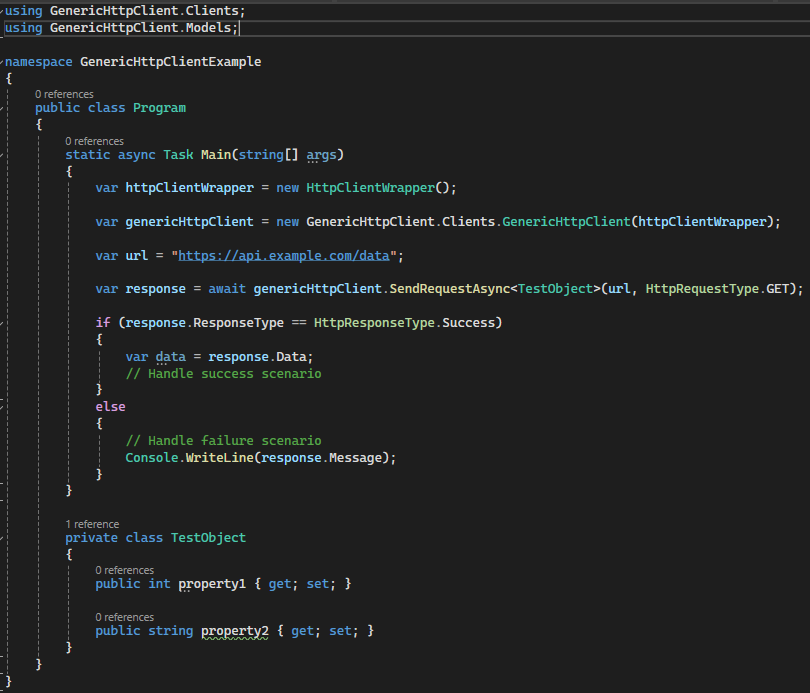 using GenericHttpClient.Clients;
using GenericHttpClient.Models;
namespace GenericHttpClientExample
{
0 references
public class Program
{
0 references
static async Task Main(string[] args)
{
var httpClientWrapper = new HttpClientWrapper();
var genericHttpClient = new GenericHttpClient.Clients.GenericHttpClient(httpClientWrapper);
var url = "https://api.example.com/data";
var response = await genericHttpClient.SendRequestAsync<TestObject>(url, HttpRequestType.GET);
if (response.ResponseType == HttpResponseType.Success)
{
var data = response.Data;
// Handle success scenario
}
else
{
// Handle failure scenario
Console.WriteLine(response.Message);
}
}
1 reference
private class TestObject
{
0 references
public int property1 { get; set; }
0 references
public string property2 { get; set; }
}
}
}